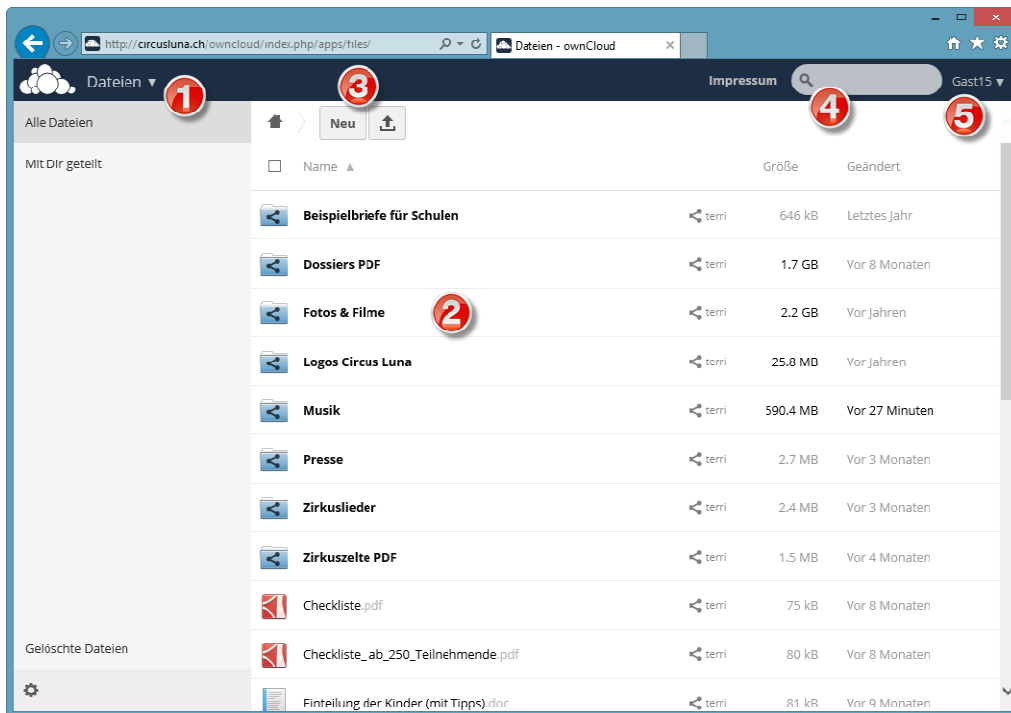 http://circusluna.ch/owncloud/index.php/apps/files/
Dateien - ownCloud
Dateien
1
3
Impressum
4
Gast15
5
Alle Dateien
Neu
Mit Dir geteilt
Name
Größe
Geändert
Beispielbriefe für Schulen terri 646 kB Letztes Jahr
Dossiers PDF terri 1.7 GB Vor 8 Monaten
Fotos & Filme 2 terri 2.2 GB Vor Jahren
Logos Circus Luna terri 25.8 MB Vor Jahren
Musik terri 590.4 MB Vor 27 Minuten
Presse terri 2.7 MB Vor 3 Monaten
Zirkuslieder terri 2.4 MB Vor 3 Monaten
Zirkuszelte PDF terri 1.5 MB Vor 4 Monaten
Checkliste.pdf terri 75 kB Vor 8 Monaten
Checkliste_ab_250_Teilnehmende.pdf terri 80 kB Vor 8 Monaten
Einteilung der Kinder (mit Tipps).doc terri 81 kB Vor 9 Monaten
Gelöschte Dateien